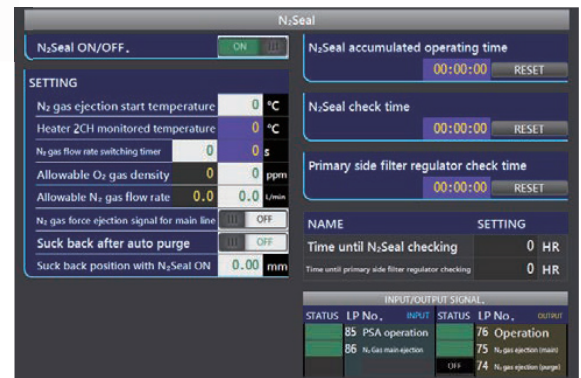 N₂Seal
N₂Seal ON/OFF. ON
SETTING
N₂ gas ejection start temperature 0 °C
Heater 2CH monitored temperature 0 °C
N₂ gas flow rate switching timer 0 0 s
Allowable O₂ gas density 0 0 ppm
Allowable N₂ gas flow rate 0.0 0.0 L/min
N₂ gas force ejection signal for main line OFF
Suck back after auto purge OFF
Suck back position with N₂Seal ON 0.00 mm
N₂Seal accumulated operating time
00:00:00 RESET
N₂Seal check time
00:00:00 RESET
Primary side filter regulator check time
00:00:00 RESET
NAME SETTING
Time until N₂Seal checking 0 HR
Time until primary side filter regulator checking 0 HR
INPUT/OUTPUT SIGNAL.
STATUS LP No. INPUT STATUS LP No. OUTPUT
85 PSA operation 76 Operation
86 N₂ Gas main ejection 75 N₂ gas ejection (main)
OFF 74 N₂ gas ejection (purge)